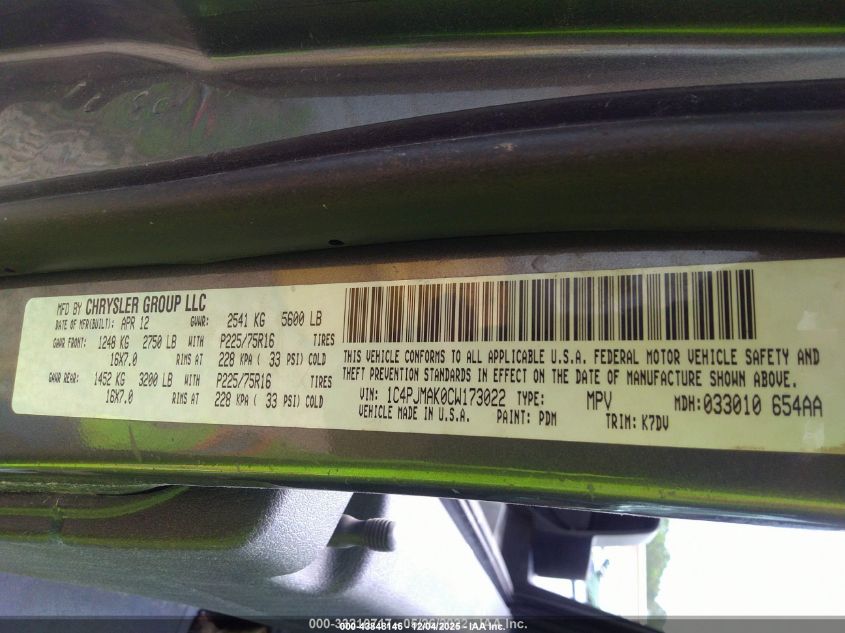 MFD BY CHRYSLER GROUP LLC
DATE OF MFR(BUILT): APR 12 GVWR: 2541 KG 5600 LB
GAWR FRONT: 1248 KG 2750 LB WITH P225/75R16 TIRES
16X7.0 RIMS AT 228 KPA ( 33 PSI) COLD
GAWR REAR: 1452 KG 3200 LB WITH P225/75R16 TIRES
16X7.0 RIMS AT 228 KPA ( 33 PSI) COLD
THIS VEHICLE CONFORMS TO ALL APPLICABLE U.S.A. FEDERAL MOTOR VEHICLE SAFETY AND
THEFT PREVENTION STANDARDS IN EFFECT ON THE DATE OF MANUFACTURE SHOWN ABOVE.
VIN: 1C4PJMAK0CW173022 TYPE: MPV MDH: 033010 654AA
VEHICLE MADE IN U.S.A. PAINT: PDM TRIM: K7DV
IAA Inc.
000-43848146 12/04/2025 - IAA Inc.